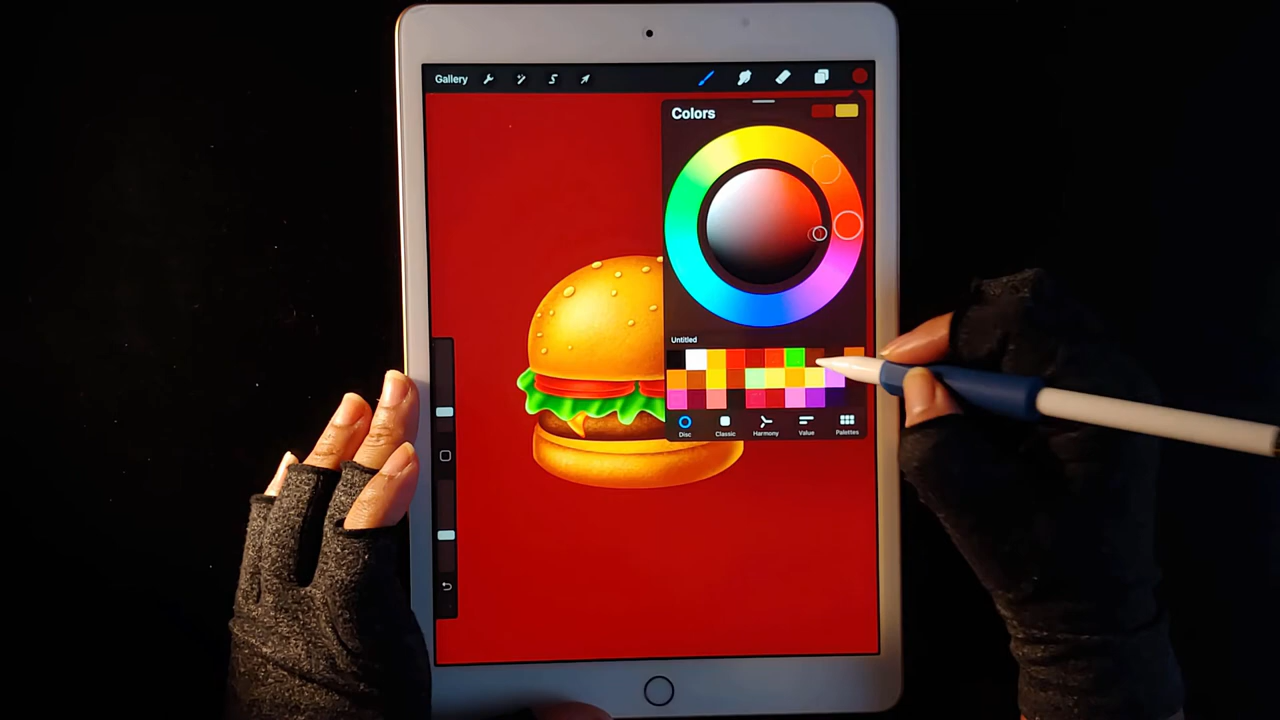 Gallery
Colors
Untitled
Disc
Classic
Harmony
Value
Palettes